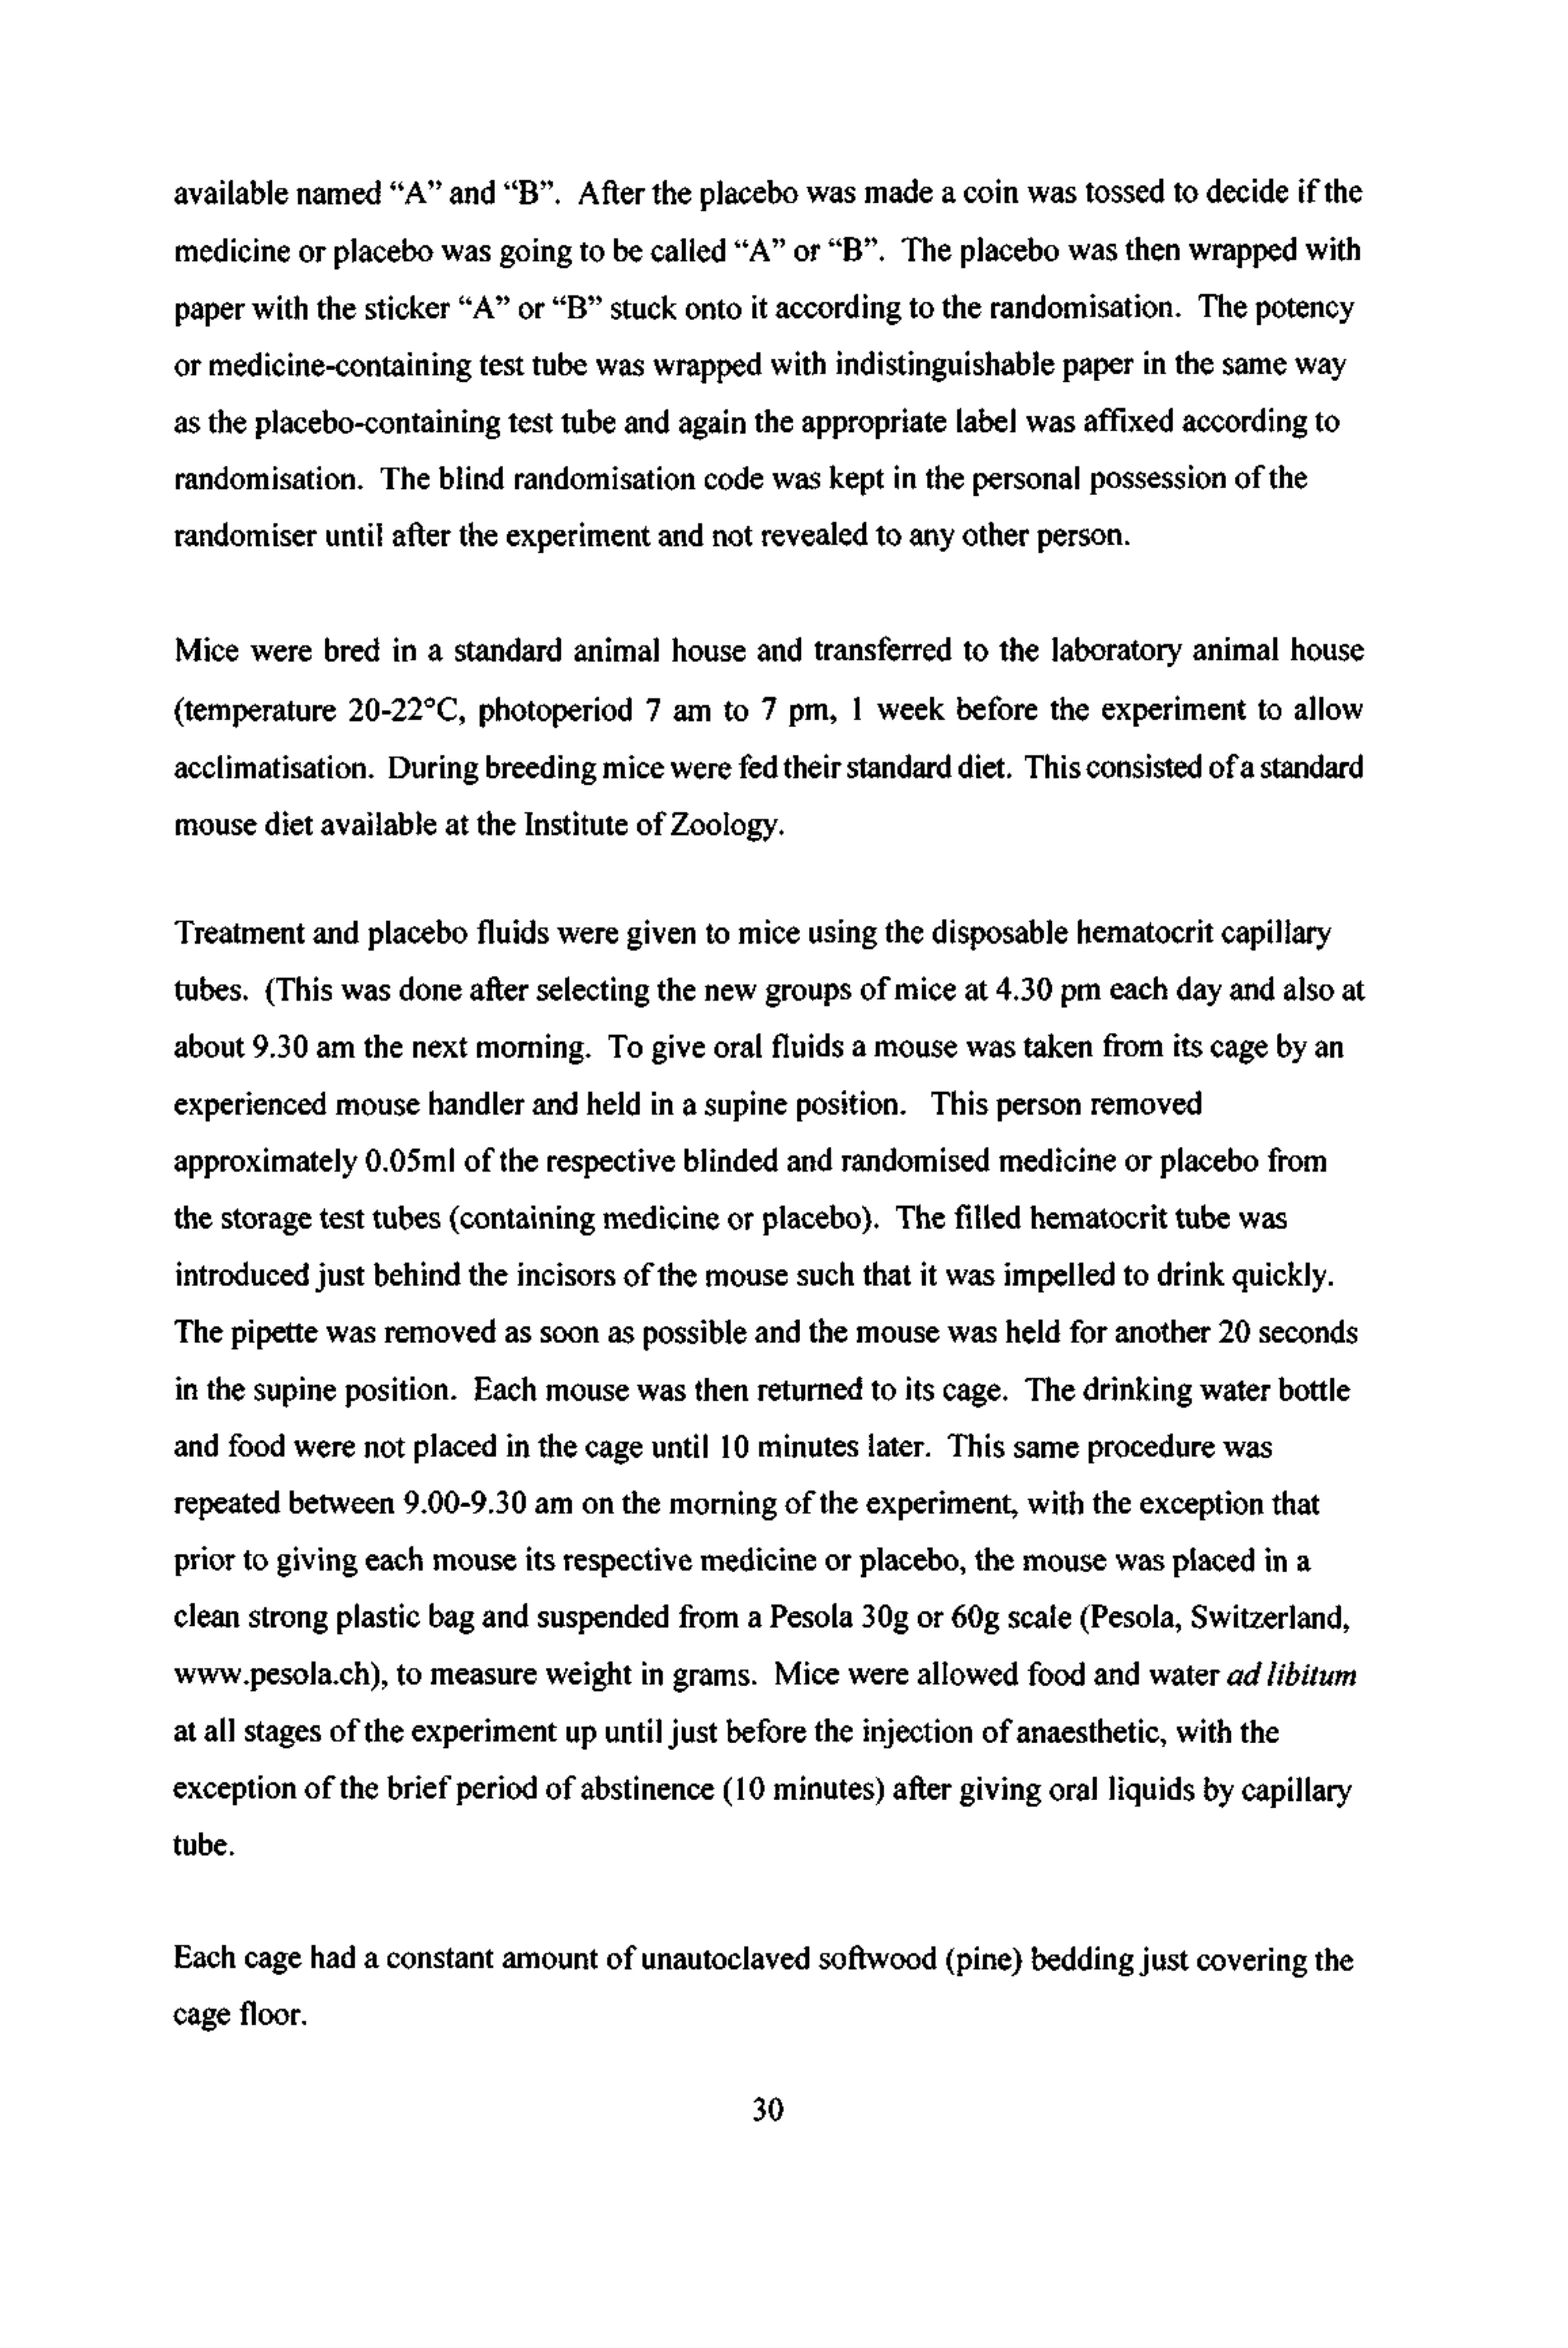 available named “A” and “B”. After the placebo was made a coin was tossed to decide if the
medicine or placebo was going to be called “A” or “B”. The placebo was then wrapped with
paper with the sticker “A” or “B” stuck onto it according to the randomisation. The potency
or medicine-containing test tube was wrapped with indistinguishable paper in the same way
as the placebo-containing test tube and again the appropriate label was affixed according to
randomisation. The blind randomisation code was kept in the personal possession of the
randomiser until after the experiment and not revealed to any other person.
Mice were bred in a standard animal house and transferred to the laboratory animal house
(temperature 20-22°C, photoperiod 7 am to 7 pm, 1 week before the experiment to allow
acclimatisation. During breeding mice were fed their standard diet. This consisted of a standard
mouse diet available at the Institute of Zoology.
Treatment and placebo fluids were given to mice using the disposable hematocrit capillary
tubes. (This was done after selecting the new groups of mice at 4.30 pm each day and also at
about 9.30 am the next morning. To give oral fluids a mouse was taken from its cage by an
experienced mouse handler and held in a supine position. This person removed
approximately 0.05ml of the respective blinded and randomised medicine or placebo from
the storage test tubes (containing medicine or placebo). The filled hematocrit tube was
introduced just behind the incisors of the mouse such that it was impelled to drink quickly.
The pipette was removed as soon as possible and the mouse was held for another 20 seconds
in the supine position. Each mouse was then returned to its cage. The drinking water bottle
and food were not placed in the cage until 10 minutes later. This same procedure was
repeated between 9.00-9.30 am on the morning of the experiment, with the exception that
prior to giving each mouse its respective medicine or placebo, the mouse was placed in a
clean strong plastic bag and suspended from a Pesola 30g or 60g scale (Pesola, Switzerland,
www.pesola.ch), to measure weight in grams. Mice were allowed food and water ad libitum
at all stages of the experiment up until just before the injection of anaesthetic, with the
exception of the brief period of abstinence (10 minutes) after giving oral liquids by capillary
tube.
Each cage had a constant amount of unautoclaved softwood (pine) bedding just covering the
cage floor.
30